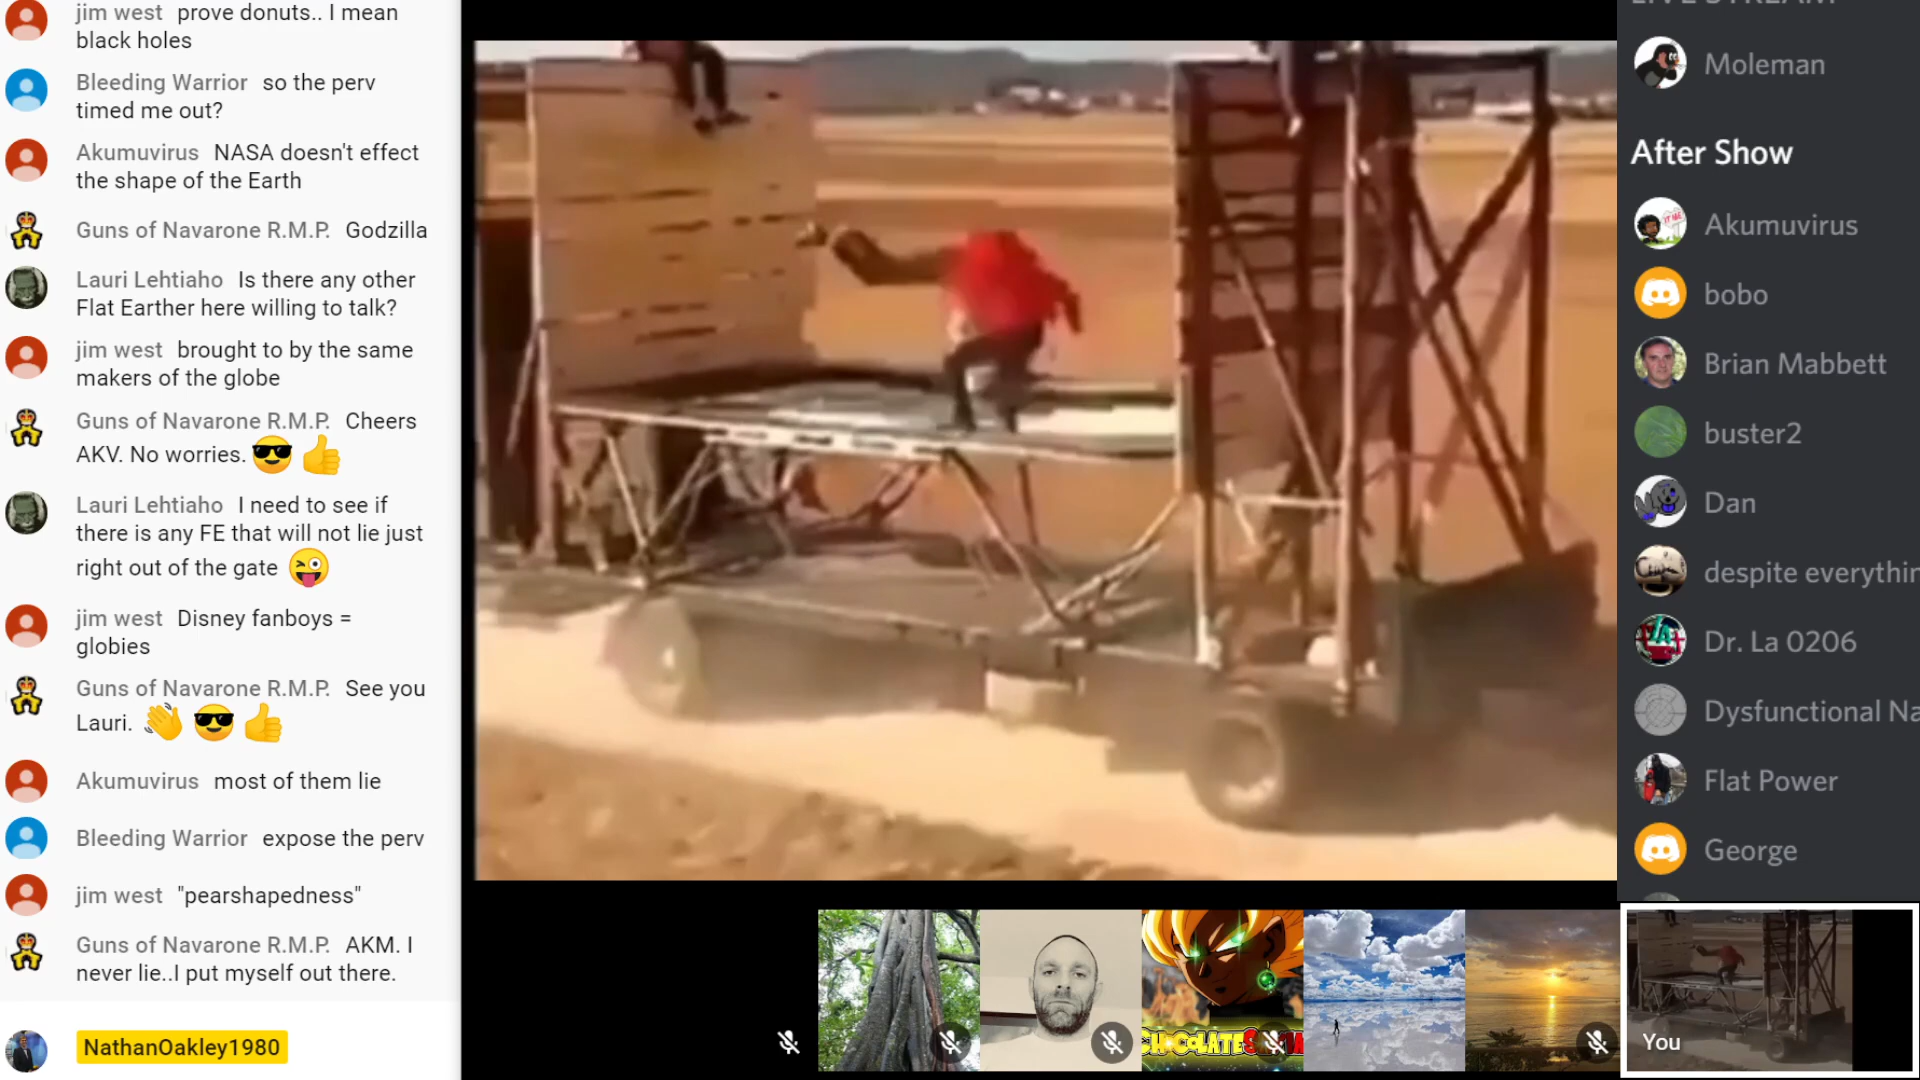 jim west prove donuts.. I mean
black holes
Bleeding Warrior so the perv
timed me out?
Akumuvirus NASA doesn't effect
the shape of the Earth
Guns of Navarone R.M.P. Godzilla
Lauri Lehtiaho Is there any other
Flat Earther here willing to talk?
jim west brought to by the same
makers of the globe
Guns of Navarone R.M.P. Cheers
AKV. No worries. 😎👍
Lauri Lehtiaho I need to see if
there is any FE that will not lie just
right out of the gate 😜
jim west Disney fanboys =
globies
Guns of Navarone R.M.P. See you
Lauri. 👋😎👍
Akumuvirus most of them lie
Bleeding Warrior expose the perv
jim west "pearshapedness"
Guns of Navarone R.M.P. AKM. I
never lie..I put myself out there.
NathanOakley1980
LIVE STREAM
Moleman
After Show
Akumuvirus
bobo
Brian Mabbett
buster2
Dan
despite everythin
Dr. La 0206
Dysfunctional Na
Flat Power
George
You